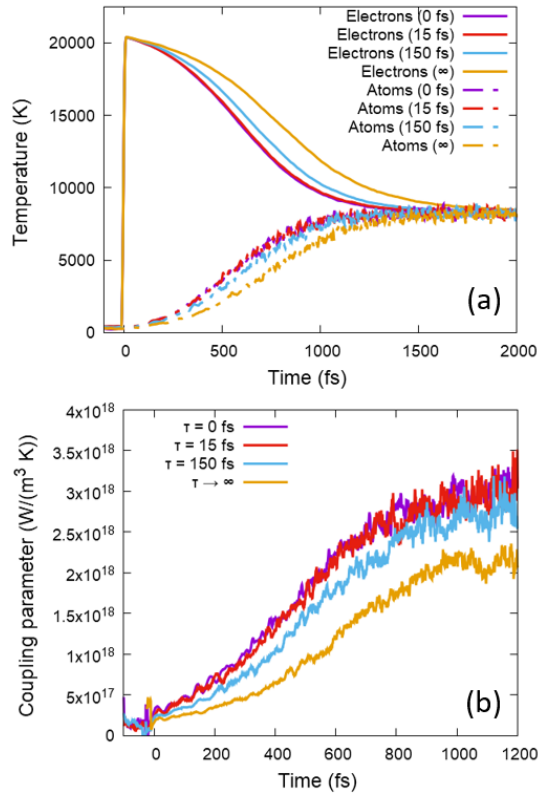 Electrons (0 fs)
Electrons (15 fs)
Electrons (150 fs)
Electrons (∞)
Atoms (0 fs)
Atoms (15 fs)
Atoms (150 fs)
Atoms (∞)
20000
15000
10000
5000
0
Temperature (K)
(a)
0
500
1000
1500
2000
Time (fs)
4x10^18
3.5x10^18
3x10^18
2.5x10^18
2x10^18
1.5x10^18
1x10^18
5x10^17
0
Coupling parameter (W/(m³ K))
τ = 0 fs
τ = 15 fs
τ = 150 fs
τ → ∞
(b)
0
200
400
600
800
1000
1200
Time (fs)